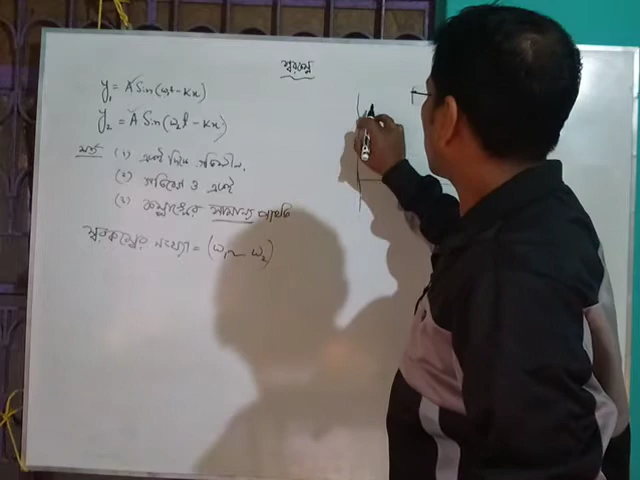 স্বরকম্প
y₁ = A Sin(ω₁t - Kx)
y₂ = A Sin(ω₂t - Kx)
শর্ত (১) একই দিকে গতিশীল,
(২) গতিবেগ ও একই
(৩) কম্পাঙ্কের সামান্য পার্থক্য
স্বরকম্পের সংখ্যা = (ω₁ ~ ω₂)